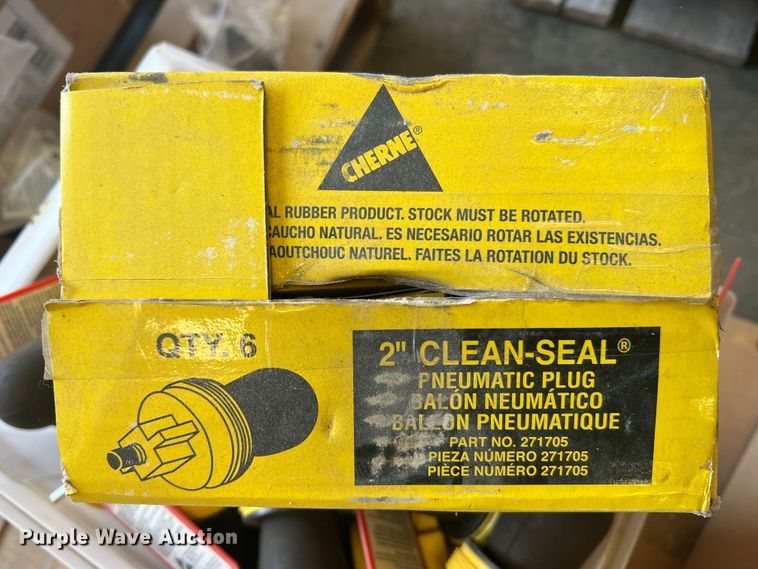 CHERNE®
AL RUBBER PRODUCT. STOCK MUST BE ROTATED.
CAUCHO NATURAL. ES NECESARIO ROTAR LAS EXISTENCIAS.
AOUTCHOUC NATUREL. FAITES LA ROTATION DU STOCK.
QTY. 6
2" CLEAN-SEAL®
PNEUMATIC PLUG
BALÓN NEUMÁTICO
BALLON PNEUMATIQUE
PART NO. 271705
PIEZA NÚMERO 271705
PIÈCE NUMÉRO 271705
Purple Wave Auction